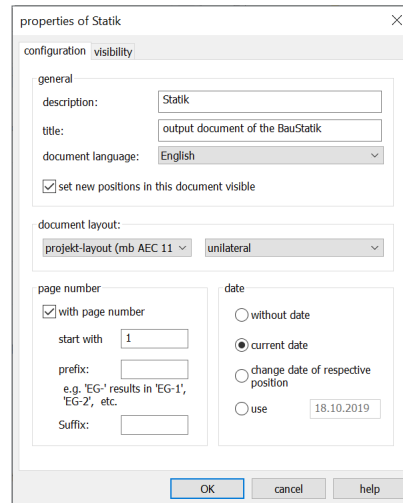 properties of Statik
configuration visibility
general
description: Statik
title: output document of the BauStatik
document language: English
set new positions in this document visible
document layout:
projekt-layout (mb AEC 11 unilateral
page number
with page number
start with 1
prefix:
e.g. 'EG-' results in 'EG-1',
'EG-2', etc.
Suffix:
date
without date
current date
change date of respective
position
use 18.10.2019
OK cancel help